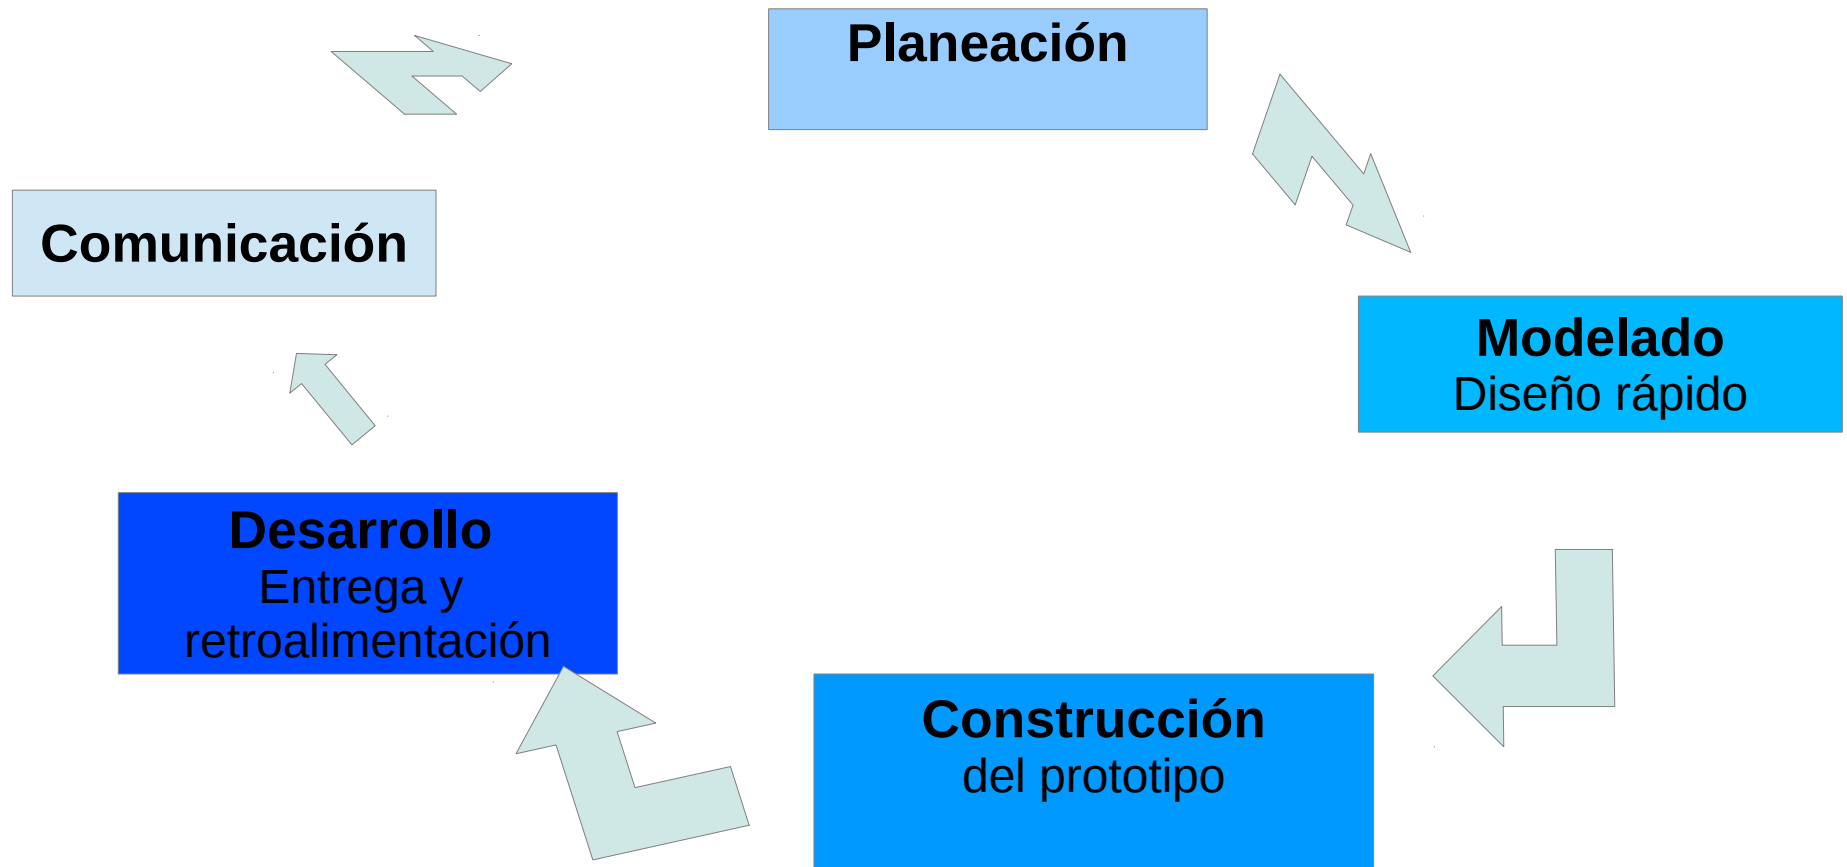 Planeación
Comunicación
Modelado
Diseño rápido
Desarrollo
Entrega y
retroalimentación
Construcción
del prototipo